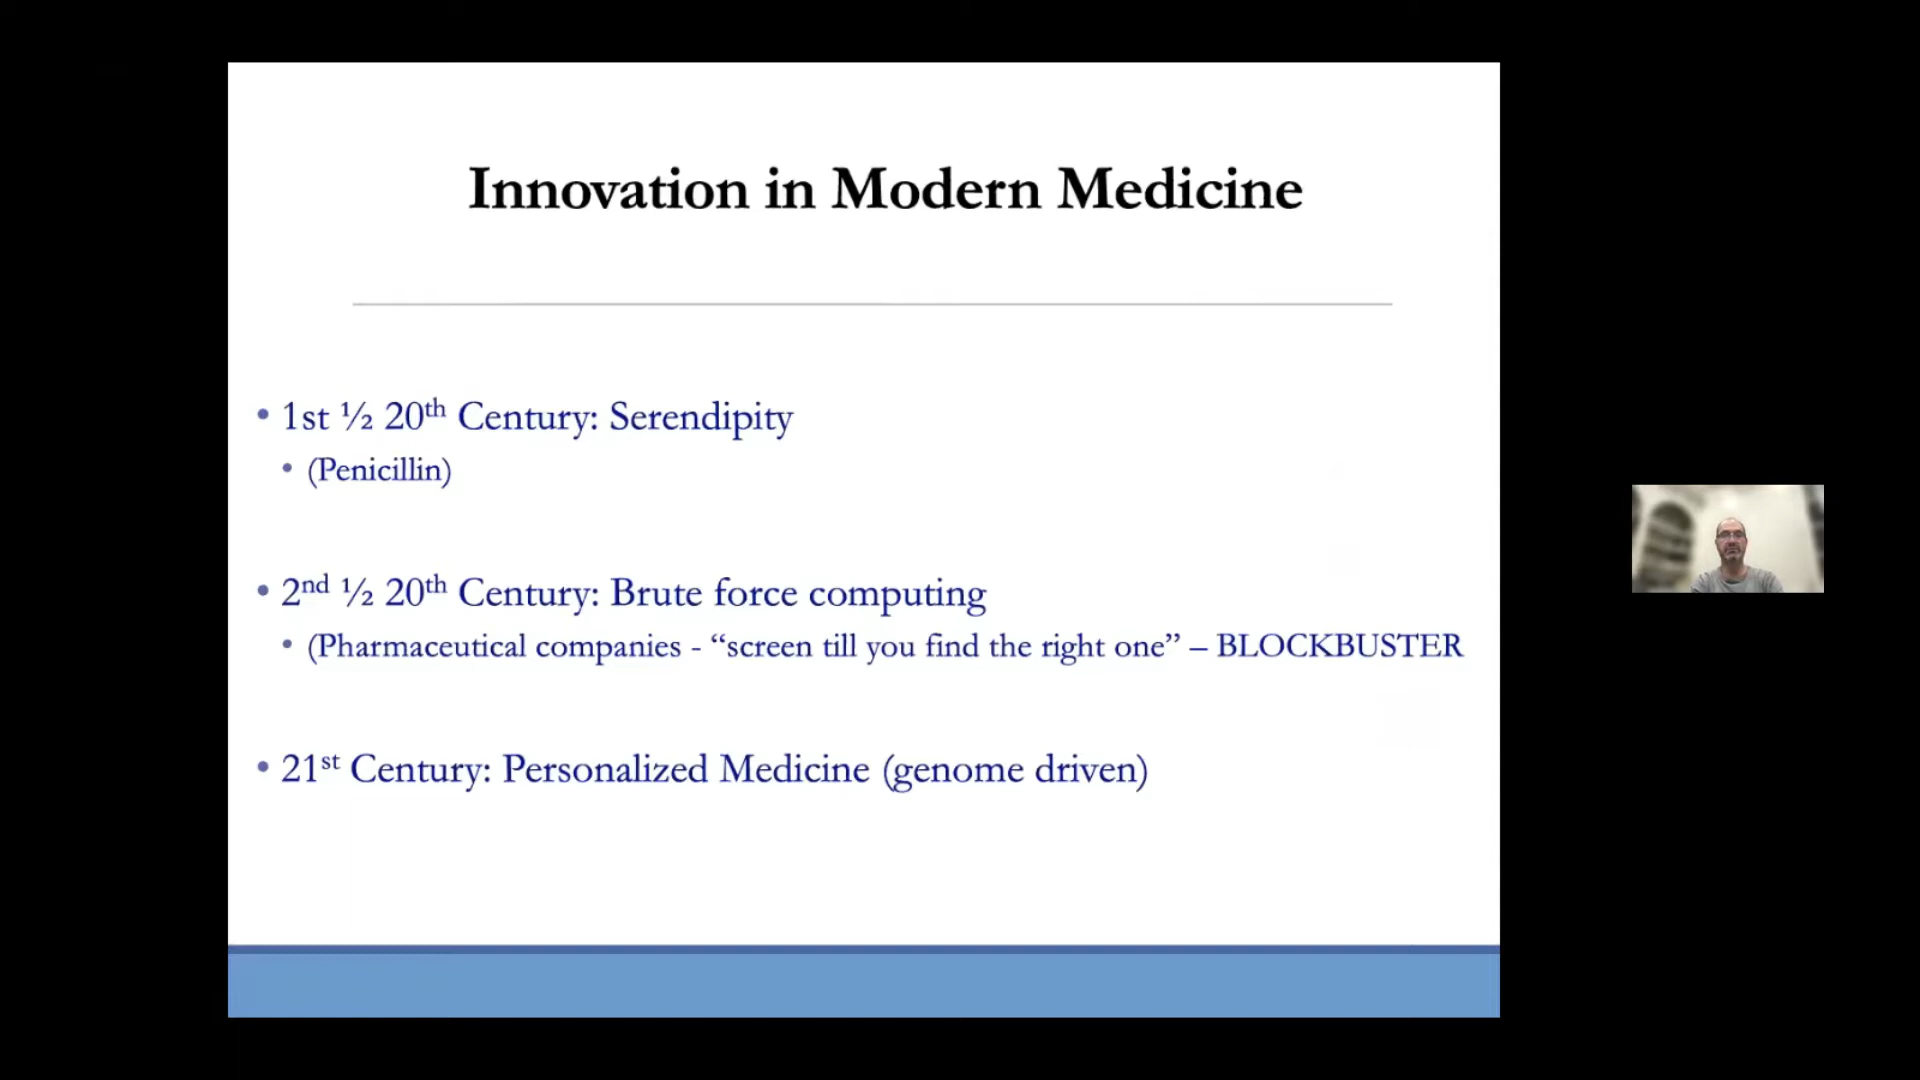 Innovation in Modern Medicine
• 1st ½ 20th Century: Serendipity
• (Penicillin)
• 2nd ½ 20th Century: Brute force computing
• (Pharmaceutical companies - “screen till you find the right one” – BLOCKBUSTER
• 21st Century: Personalized Medicine (genome driven)